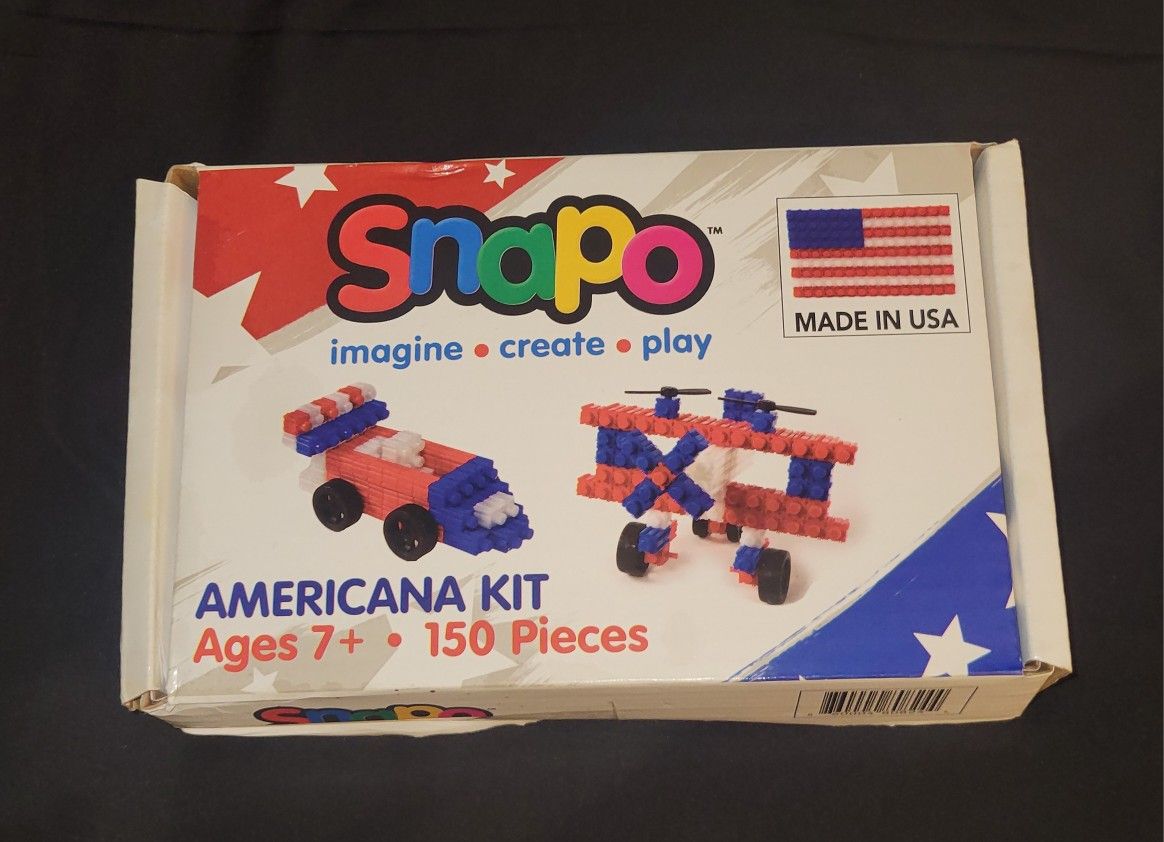 Snapo™
imagine • create • play
MADE IN USA
AMERICANA KIT
Ages 7+ • 150 Pieces
Snapo